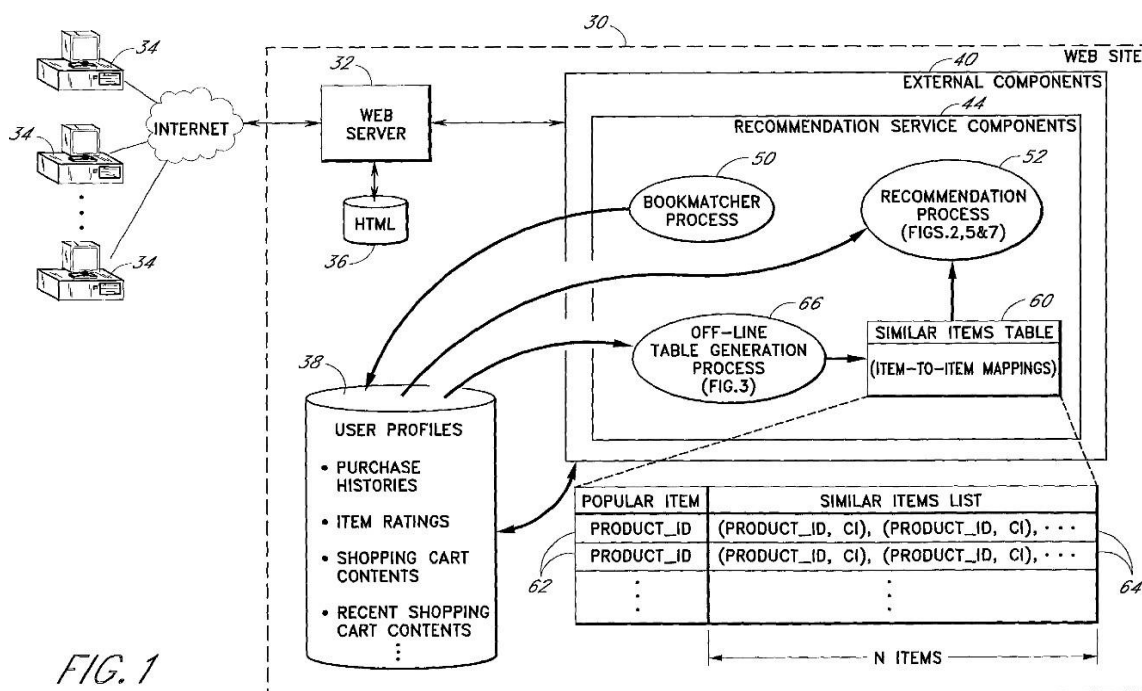 30
WEB SITE
34
32
40
EXTERNAL COMPONENTS
44
RECOMMENDATION SERVICE COMPONENTS
INTERNET
WEB
SERVER
34
50
BOOKMATCHER
PROCESS
52
RECOMMENDATION
PROCESS
(FIGS.2,5&7)
HTML
36
34
66
OFF-LINE
TABLE GENERATION
PROCESS
(FIG.3)
60
SIMILAR ITEMS TABLE
(ITEM-TO-ITEM MAPPINGS)
38
USER PROFILES
• PURCHASE
HISTORIES
• ITEM RATINGS
• SHOPPING CART
CONTENTS
• RECENT SHOPPING
CART CONTENTS
POPULAR ITEM SIMILAR ITEMS LIST
PRODUCT_ID (PRODUCT_ID, CI), (PRODUCT_ID, CI), ···
PRODUCT_ID (PRODUCT_ID, CI), (PRODUCT_ID, CI), ···
62
64
N ITEMS
FIG. 1